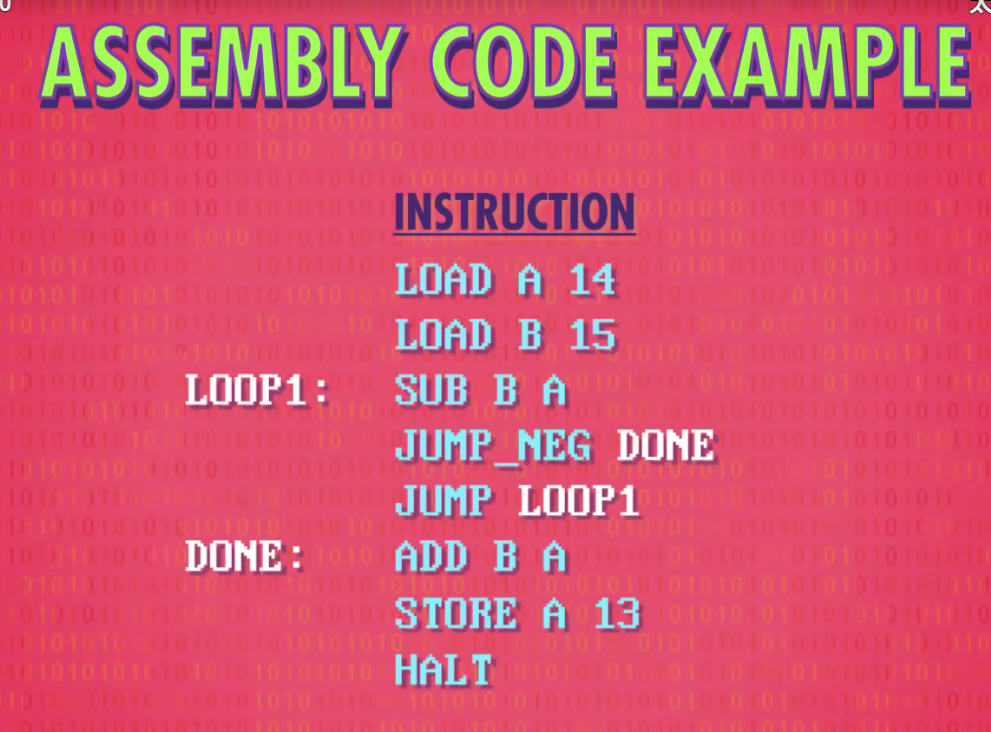 ASSEMBLY CODE EXAMPLE
INSTRUCTION
LOAD A 14
LOAD B 15
LOOP1: SUB B A
JUMP_NEG DONE
JUMP LOOP1
DONE: ADD B A
STORE A 13
HALT